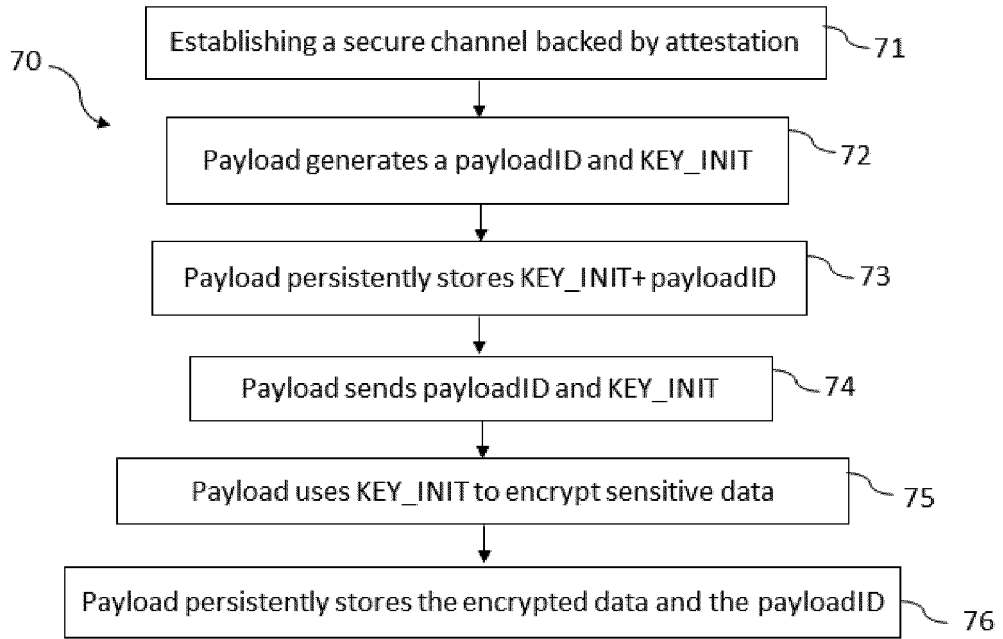 70
Establishing a secure channel backed by attestation
71
Payload generates a payloadID and KEY_INIT
72
Payload persistently stores KEY_INIT+ payloadID
73
Payload sends payloadID and KEY_INIT
74
Payload uses KEY_INIT to encrypt sensitive data
75
Payload persistently stores the encrypted data and the payloadID
76